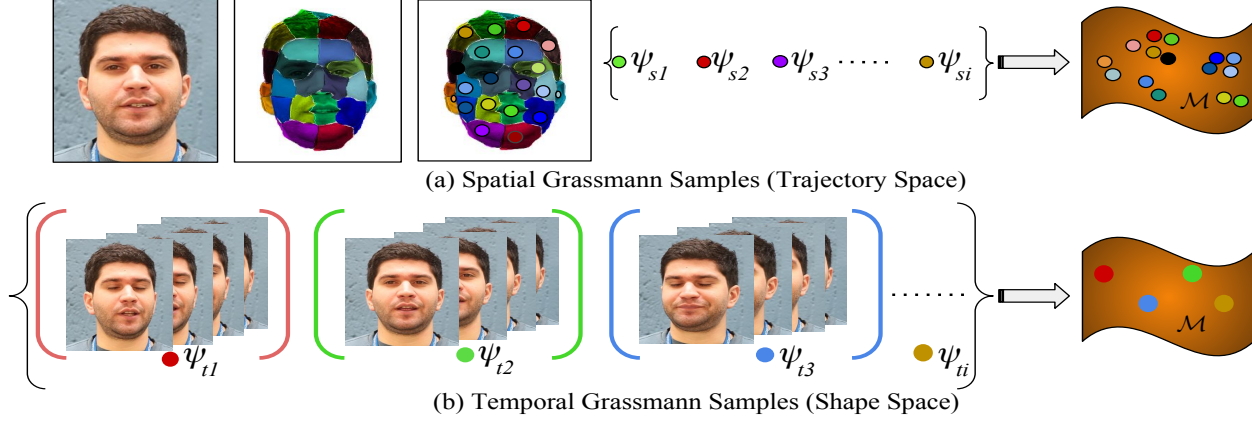 { ψs1 ψs2 ψs3 ...... ψsi }
ℳ
(a) Spatial Grassmann Samples (Trajectory Space)
ψt1 ψt2 ψt3 ....... ψti
ℳ
(b) Temporal Grassmann Samples (Shape Space)